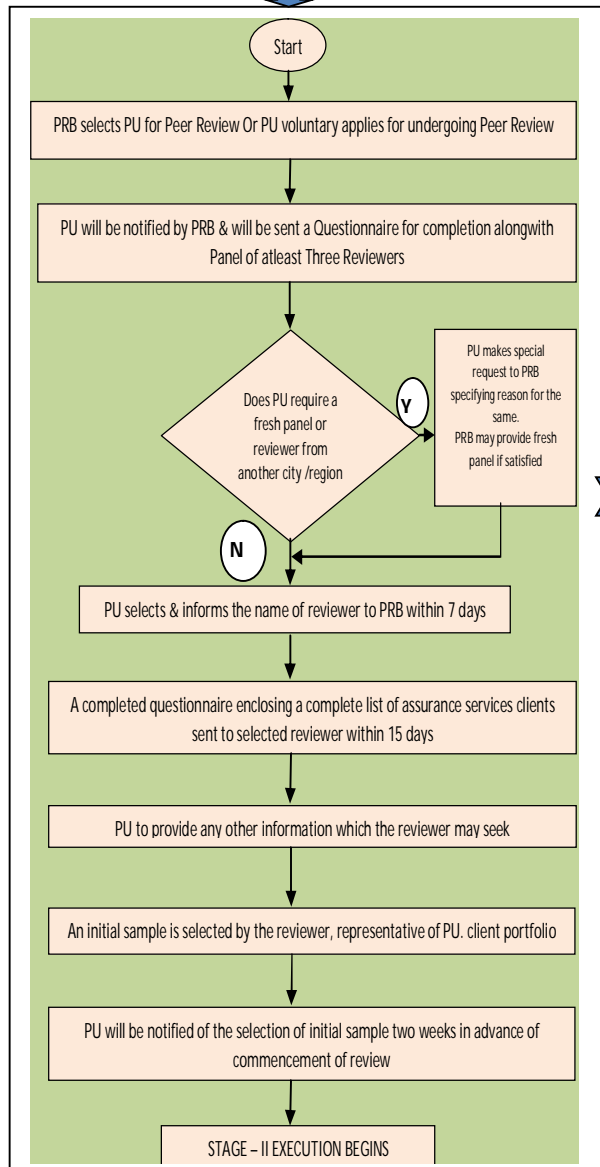 Start
PRB selects PU for Peer Review Or PU voluntary applies for undergoing Peer Review
PU will be notified by PRB & will be sent a Questionnaire for completion alongwith
Panel of atleast Three Reviewers
Does PU require a
fresh panel or
reviewer from
another city /region
Y
PU makes special
request to PRB
specifying reason for the
same.
PRB may provide fresh
panel if satisfied
N
PU selects & informs the name of reviewer to PRB within 7 days
A completed questionnaire enclosing a complete list of assurance services clients
sent to selected reviewer within 15 days
PU to provide any other information which the reviewer may seek
An initial sample is selected by the reviewer, representative of PU. client portfolio
PU will be notified of the selection of initial sample two weeks in advance of
commencement of review
STAGE – II EXECUTION BEGINS